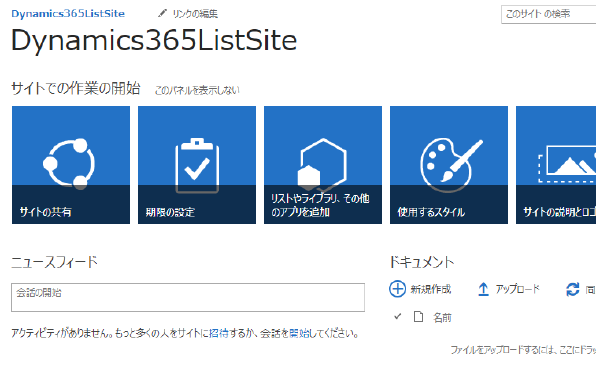 Dynamics365ListSite リンクの編集 このサイトの検索
Dynamics365ListSite
サイトでの作業の開始 このパネルを表示しない
サイトの共有
期限の設定
リストやライブラリ、その他
のアプリを追加
使用するスタイル
サイトの説明とロゴ
ニュースフィード
会話の開始
アクティビティがありません。もっと多くの人をサイトに招待するか、会話を開始してください。
ドキュメント
新規作成 アップロード 同
名前
ファイルをアップロードするには、ここにドラッ